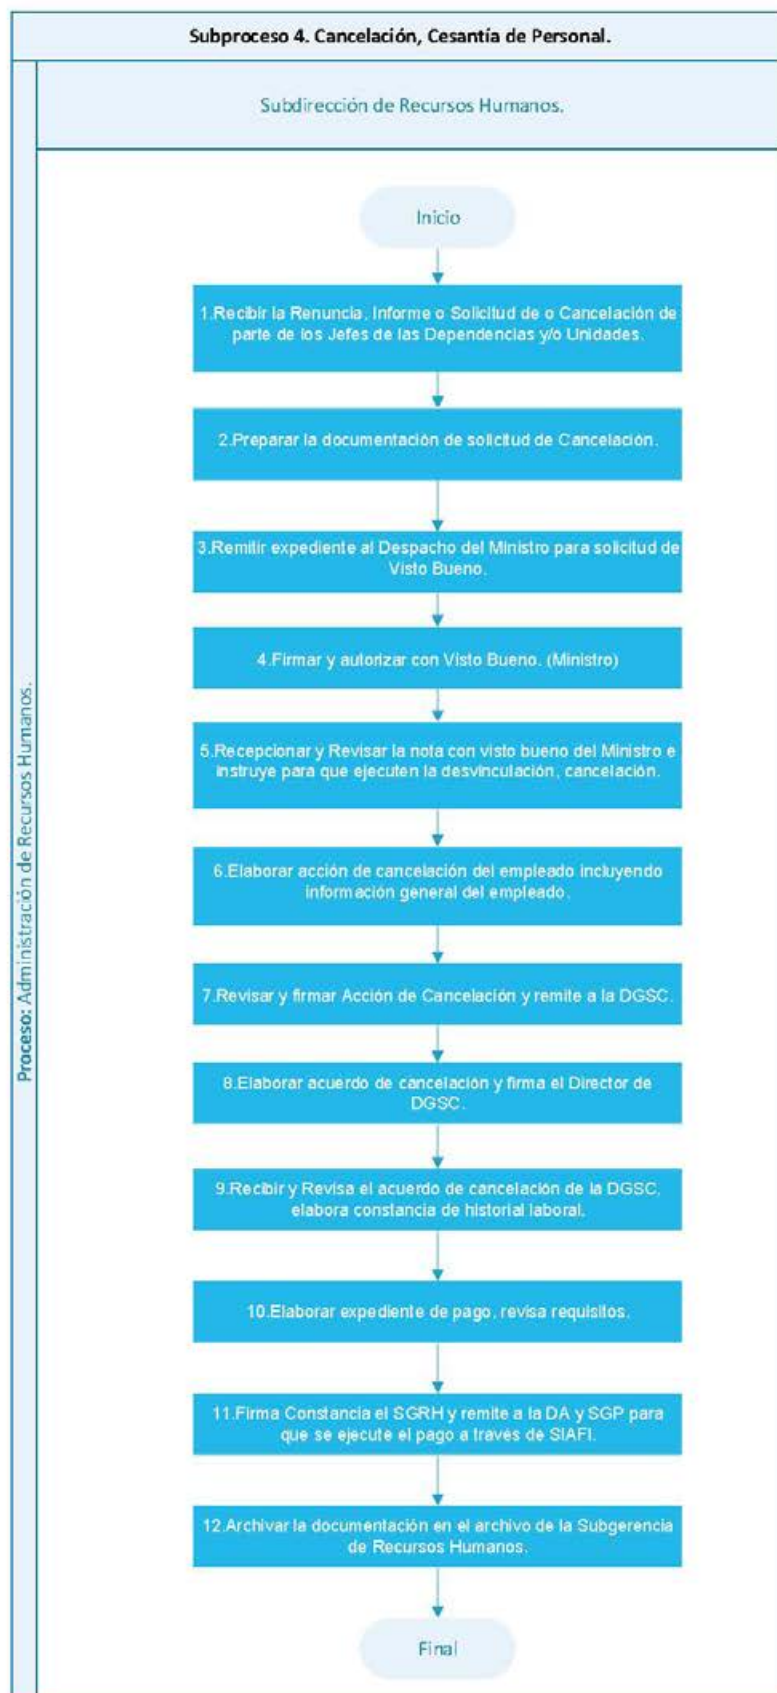 Subproceso 4. Cancelación, Cesantía de Personal.
Subdirección de Recursos Humanos.
Proceso: Administración de Recursos Humanos.
Inicio
1.Recibir la Renuncia, Informe o Solicitud de o Cancelación de
parte de los Jefes de las Dependencias y/o Unidades.
2.Preparar la documentación de solicitud de Cancelación.
3.Remitir expediente al Despacho del Ministro para solicitud de
Visto Bueno.
4.Firmar y autorizar con Visto Bueno. (Ministro)
5.Recepcionar y Revisar la nota con visto bueno del Ministro e
instruye para que ejecuten la desvinculación, cancelación.
6.Elaborar acción de cancelación del empleado incluyendo
información general del empleado.
7.Revisar y firmar Acción de Cancelación y remite a la DGSC.
8.Elaborar acuerdo de cancelación y firma el Director de
DGSC.
9.Recibir y Revisa el acuerdo de cancelación de la DGSC,
elabora constancia de historial laboral.
10.Elaborar expediente de pago, revisa requisitos.
11.Firma Constancia el SGRH y remite a la DA y SGP para
que se ejecute el pago a través de SIAFI.
12.Archivar la documentación en el archivo de la Subgerencia
de Recursos Humanos.
Final